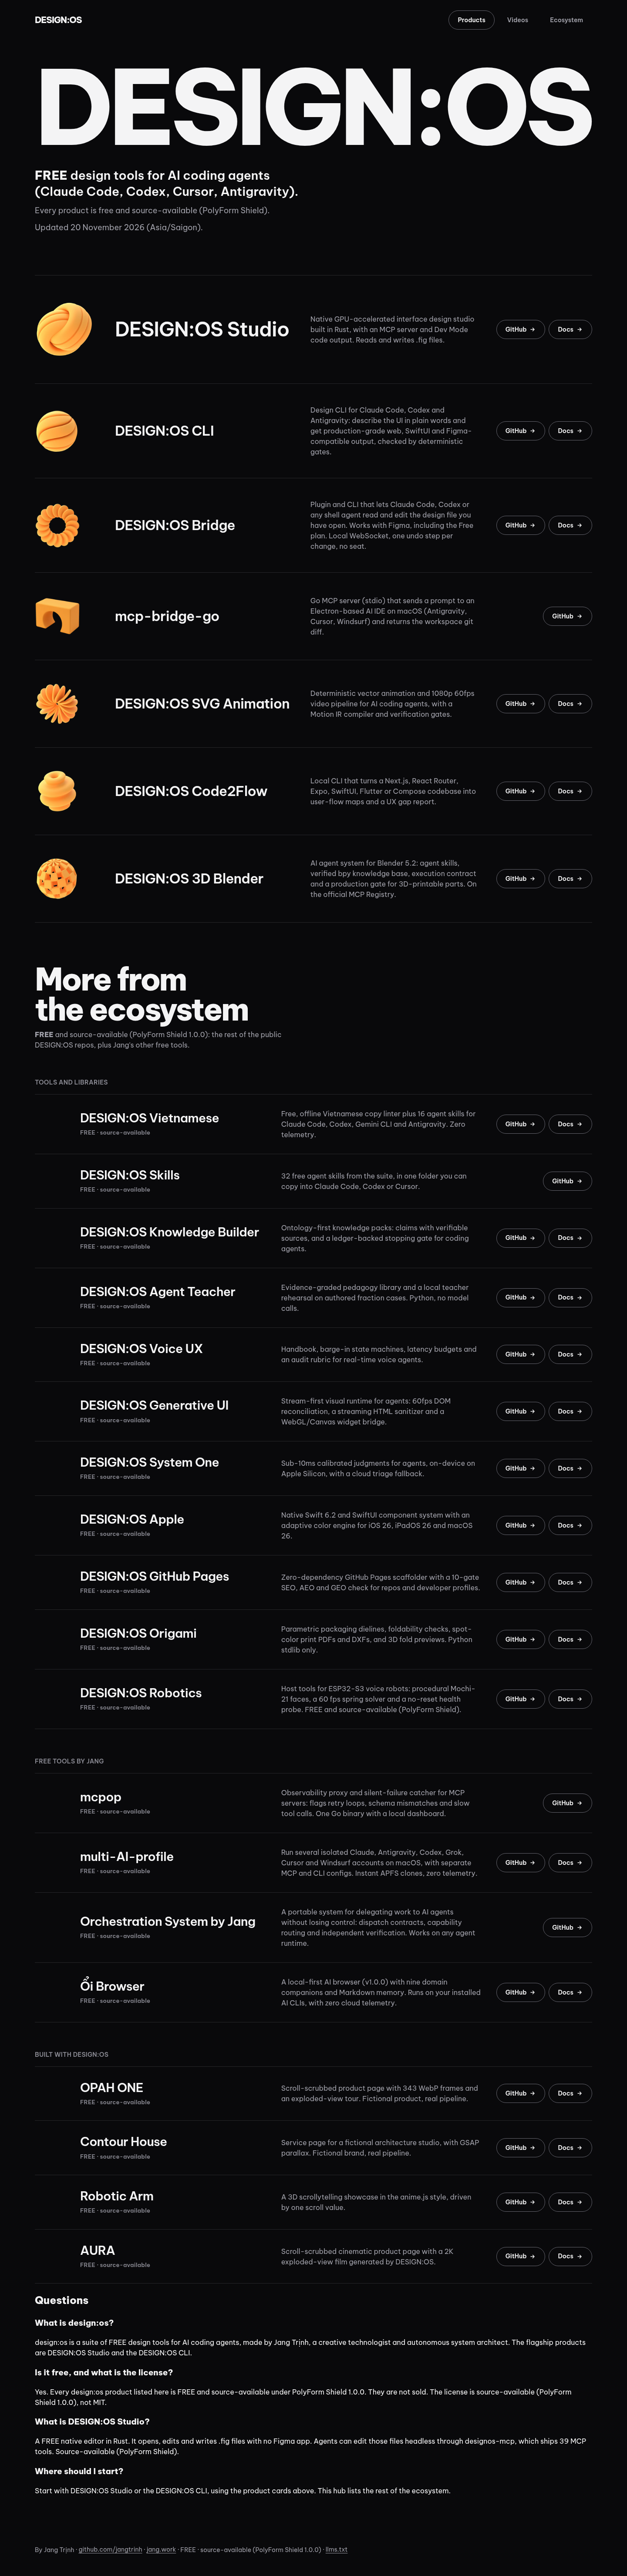 DESIGN:OS
Products
Videos
Ecosystem
DESIGN:OS
FREE design tools for AI coding agents
(Claude Code, Codex, Cursor, Antigravity).
Every product is free and source-available (PolyForm Shield).
Updated 20 November 2026 (Asia/Saigon).
DESIGN:OS Studio
Native GPU-accelerated interface design studio
built in Rust, with an MCP server and Dev Mode
code output. Reads and writes .fig files.
GitHub →
Docs →
DESIGN:OS CLI
Design CLI for Claude Code, Codex and
Antigravity: describe the UI in plain words and
get production-grade web, SwiftUI and Figma-
compatible output, checked by deterministic
gates.
GitHub →
Docs →
DESIGN:OS Bridge
Plugin and CLI that lets Claude Code, Codex or
any shell agent read and edit the design file you
have open. Works with Figma, including the Free
plan. Local WebSocket, one undo step per
change, no seat.
GitHub →
Docs →
mcp-bridge-go
Go MCP server (stdio) that sends a prompt to an
Electron-based AI IDE on macOS (Antigravity,
Cursor, Windsurf) and returns the workspace git
diff.
GitHub →
DESIGN:OS SVG Animation
Deterministic vector animation and 1080p 60fps
video pipeline for AI coding agents, with a
Motion IR compiler and verification gates.
GitHub →
Docs →
DESIGN:OS Code2Flow
Local CLI that turns a Next.js, React Router,
Expo, SwiftUI, Flutter or Compose codebase into
user-flow maps and a UX gap report.
GitHub →
Docs →
DESIGN:OS 3D Blender
AI agent system for Blender 5.2: agent skills,
verified bpy knowledge base, execution contract
and a production gate for 3D-printable parts. On
the official MCP Registry.
GitHub →
Docs →
More from
the ecosystem
FREE and source-available (PolyForm Shield 1.0.0): the rest of the public
DESIGN:OS repos, plus Jang's other free tools.
TOOLS AND LIBRARIES
DESIGN:OS Vietnamese
FREE · source-available
Free, offline Vietnamese copy linter plus 16 agent skills for
Claude Code, Codex, Gemini CLI and Antigravity. Zero
telemetry.
GitHub →
Docs →
DESIGN:OS Skills
FREE · source-available
32 free agent skills from the suite, in one folder you can
copy into Claude Code, Codex or Cursor.
GitHub →
DESIGN:OS Knowledge Builder
FREE · source-available
Ontology-first knowledge packs: claims with verifiable
sources, and a ledger-backed stopping gate for coding
agents.
GitHub →
Docs →
DESIGN:OS Agent Teacher
FREE · source-available
Evidence-graded pedagogy library and a local teacher
rehearsal on authored fraction cases. Python, no model
calls.
GitHub →
Docs →
DESIGN:OS Voice UX
FREE · source-available
Handbook, barge-in state machines, latency budgets and
an audit rubric for real-time voice agents.
GitHub →
Docs →
DESIGN:OS Generative UI
FREE · source-available
Stream-first visual runtime for agents: 60fps DOM
reconciliation, a streaming HTML sanitizer and a
WebGL/Canvas widget bridge.
GitHub →
Docs →
DESIGN:OS System One
FREE · source-available
Sub-10ms calibrated judgments for agents, on-device on
Apple Silicon, with a cloud triage fallback.
GitHub →
Docs →
DESIGN:OS Apple
FREE · source-available
Native Swift 6.2 and SwiftUI component system with an
adaptive color engine for iOS 26, iPadOS 26 and macOS
26.
GitHub →
Docs →
DESIGN:OS GitHub Pages
FREE · source-available
Zero-dependency GitHub Pages scaffolder with a 10-gate
SEO, AEO and GEO check for repos and developer profiles.
GitHub →
Docs →
DESIGN:OS Origami
FREE · source-available
Parametric packaging dielines, foldability checks, spot-
color print PDFs and DXFs, and 3D fold previews. Python
stdlib only.
GitHub →
Docs →
DESIGN:OS Robotics
FREE · source-available
Host tools for ESP32-S3 voice robots: procedural Mochi-
21 faces, a 60 fps spring solver and a no-reset health
probe. FREE and source-available (PolyForm Shield).
GitHub →
Docs →
FREE TOOLS BY JANG
mcpop
FREE · source-available
Observability proxy and silent-failure catcher for MCP
servers: flags retry loops, schema mismatches and slow
tool calls. One Go binary with a local dashboard.
GitHub →
multi-AI-profile
FREE · source-available
Run several isolated Claude, Antigravity, Codex, Grok,
Cursor and Windsurf accounts on macOS, with separate
MCP and CLI configs. Instant APFS clones, zero telemetry.
GitHub →
Docs →
Orchestration System by Jang
FREE · source-available
A portable system for delegating work to AI agents
without losing control: dispatch contracts, capability
routing and independent verification. Works on any agent
runtime.
GitHub →
Ổi Browser
FREE · source-available
A local-first AI browser (v1.0.0) with nine domain
companions and Markdown memory. Runs on your installed
AI CLIs, with zero cloud telemetry.
GitHub →
Docs →
BUILT WITH DESIGN:OS
OPAH ONE
FREE · source-available
Scroll-scrubbed product page with 343 WebP frames and
an exploded-view tour. Fictional product, real pipeline.
GitHub →
Docs →
Contour House
FREE · source-available
Service page for a fictional architecture studio, with GSAP
parallax. Fictional brand, real pipeline.
GitHub →
Docs →
Robotic Arm
FREE · source-available
A 3D scrollytelling showcase in the anime.js style, driven
by one scroll value.
GitHub →
Docs →
AURA
FREE · source-available
Scroll-scrubbed cinematic product page with a 2K
exploded-view film generated by DESIGN:OS.
GitHub →
Docs →
Questions
What is design:os?
design:os is a suite of FREE design tools for AI coding agents, made by Jang Trịnh, a creative technologist and autonomous system architect. The flagship products
are DESIGN:OS Studio and the DESIGN:OS CLI.
Is it free, and what is the license?
Yes. Every design:os product listed here is FREE and source-available under PolyForm Shield 1.0.0. They are not sold. The license is source-available (PolyForm
Shield 1.0.0), not MIT.
What is DESIGN:OS Studio?
A FREE native editor in Rust. It opens, edits and writes .fig files with no Figma app. Agents can edit those files headless through designos-mcp, which ships 39 MCP
tools. Source-available (PolyForm Shield).
Where should I start?
Start with DESIGN:OS Studio or the DESIGN:OS CLI, using the product cards above. This hub lists the rest of the ecosystem.
By Jang Trịnh · github.com/jangtrinh · jang.work · FREE · source-available (PolyForm Shield 1.0.0) · llms.txt